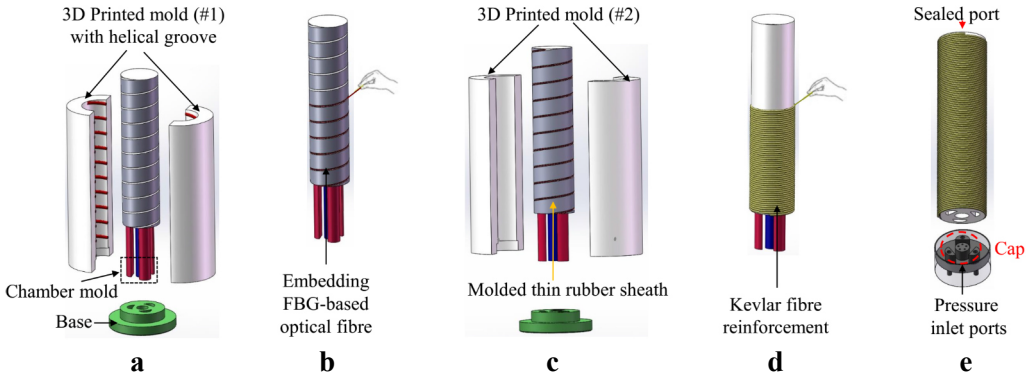 3D Printed mold (#1)
with helical groove
Chamber mold
Base
a
Embedding
FBG-based
optical fibre
b
3D Printed mold (#2)
Molded thin rubber sheath
c
Kevlar fibre
reinforcement
d
Sealed port
Cap
Pressure
inlet ports
e